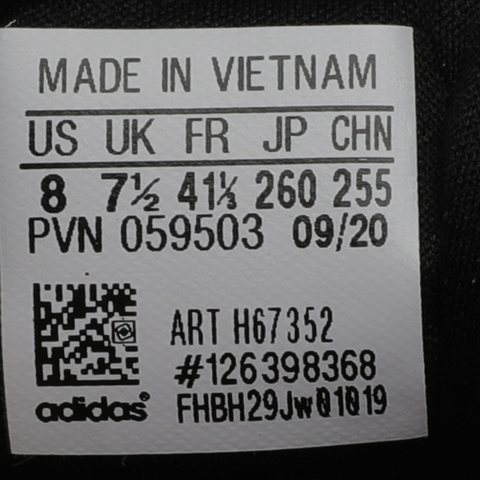 MADE IN VIETNAM
US UK FR JP CHN
8 7½ 41⅓ 260 255
PVN 059503 09/20
ART H67352
#126398368
adidas® FHBH29Jw01019